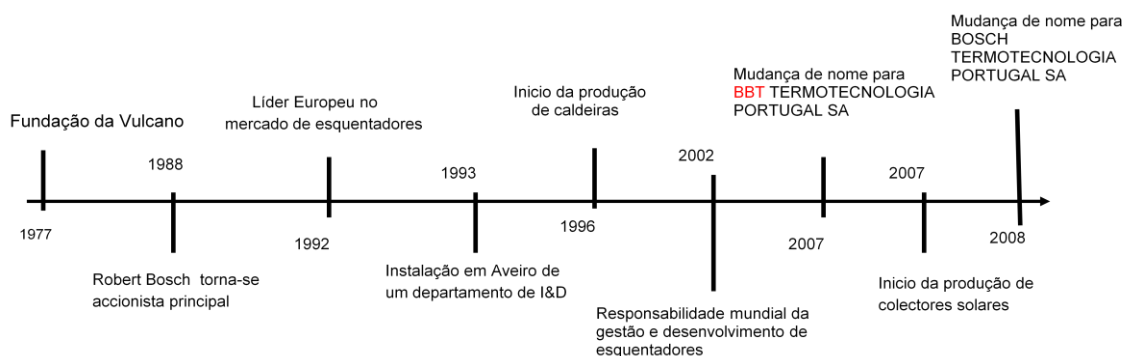 Fundação da Vulcano
1977
1988
Robert Bosch torna-se
accionista principal
Líder Europeu no
mercado de esquentadores
1992
1993
Instalação em Aveiro de
um departamento de I&D
Inicio da produção
de caldeiras
1996
2002
Responsabilidade mundial da
gestão e desenvolvimento de
esquentadores
Mudança de nome para
BBT TERMOTECNOLOGIA
PORTUGAL SA
2007
2007
Inicio da produção de
colectores solares
Mudança de nome para
BOSCH
TERMOTECNOLOGIA
PORTUGAL SA
2008